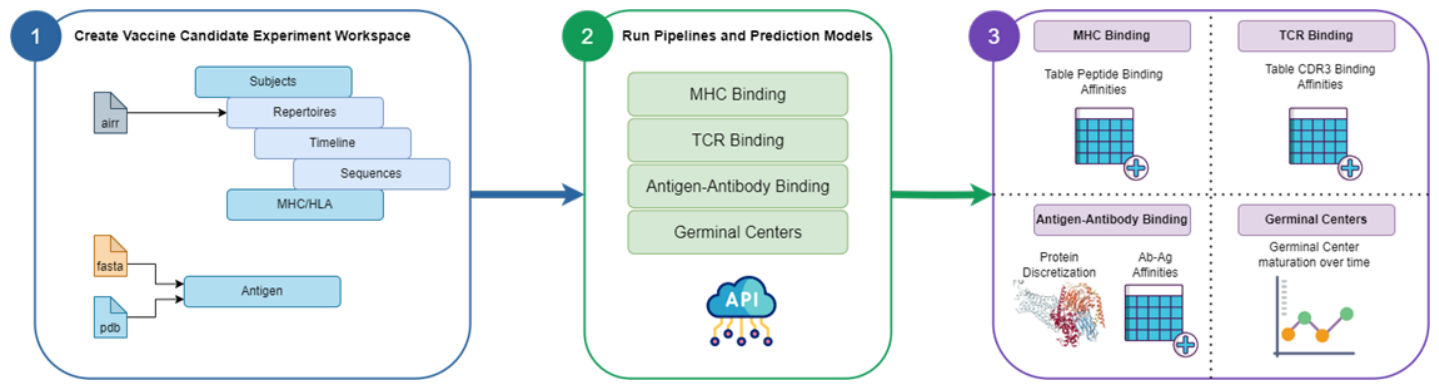 1
Create Vaccine Candidate Experiment Workspace
airr
Subjects
Repertoires
Timeline
Sequences
MHC/HLA
fasta
pdb
Antigen
2
Run Pipelines and Prediction Models
MHC Binding
TCR Binding
Antigen-Antibody Binding
Germinal Centers
API
3
MHC Binding
Table Peptide Binding
Affinities
TCR Binding
Table CDR3 Binding
Affinities
Antigen-Antibody Binding
Protein
Discretization
Ab-Ag
Affinities
Germinal Centers
Germinal Center
maturation over time